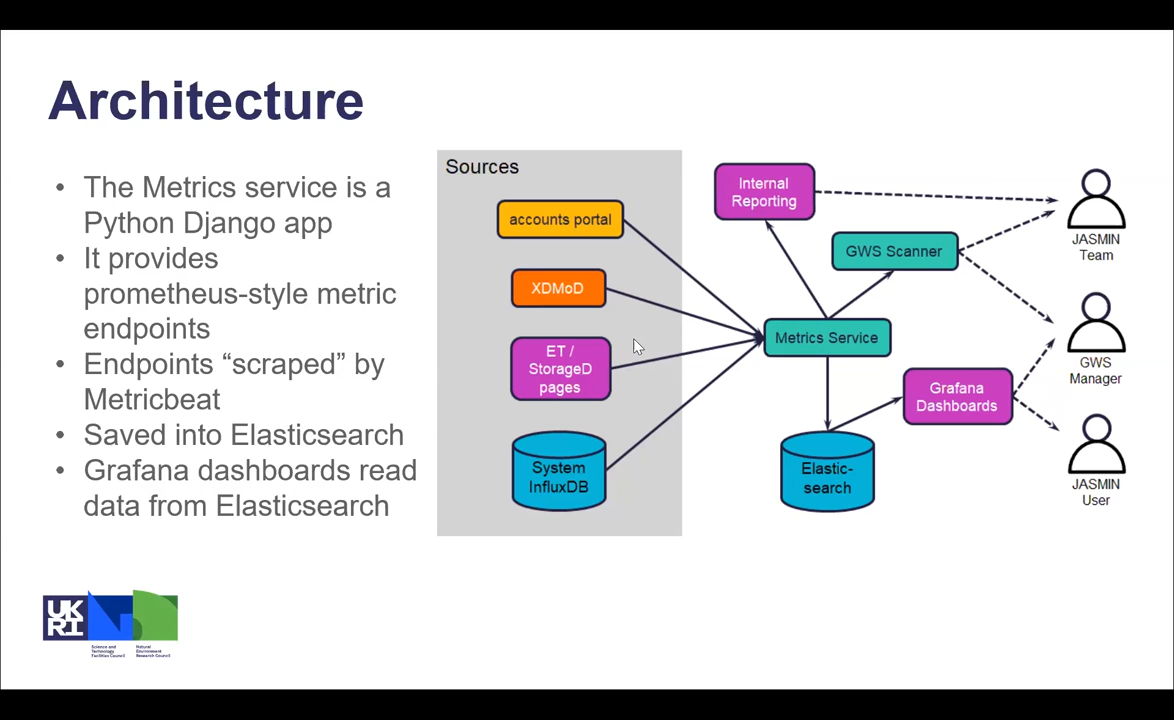 Architecture
• The Metrics service is a
Python Django app
• It provides
prometheus-style metric
endpoints
• Endpoints “scraped” by
Metricbeat
• Saved into Elasticsearch
• Grafana dashboards read
data from Elasticsearch
Sources
accounts portal
XDMoD
ET /
StorageD
pages
System
InfluxDB
Internal
Reporting
GWS Scanner
Metrics Service
Grafana
Dashboards
Elastic-
search
JASMIN
Team
GWS
Manager
JASMIN
User
UK
RI
Science and
Technology
Facilities Council
Natural
Environment
Research Council